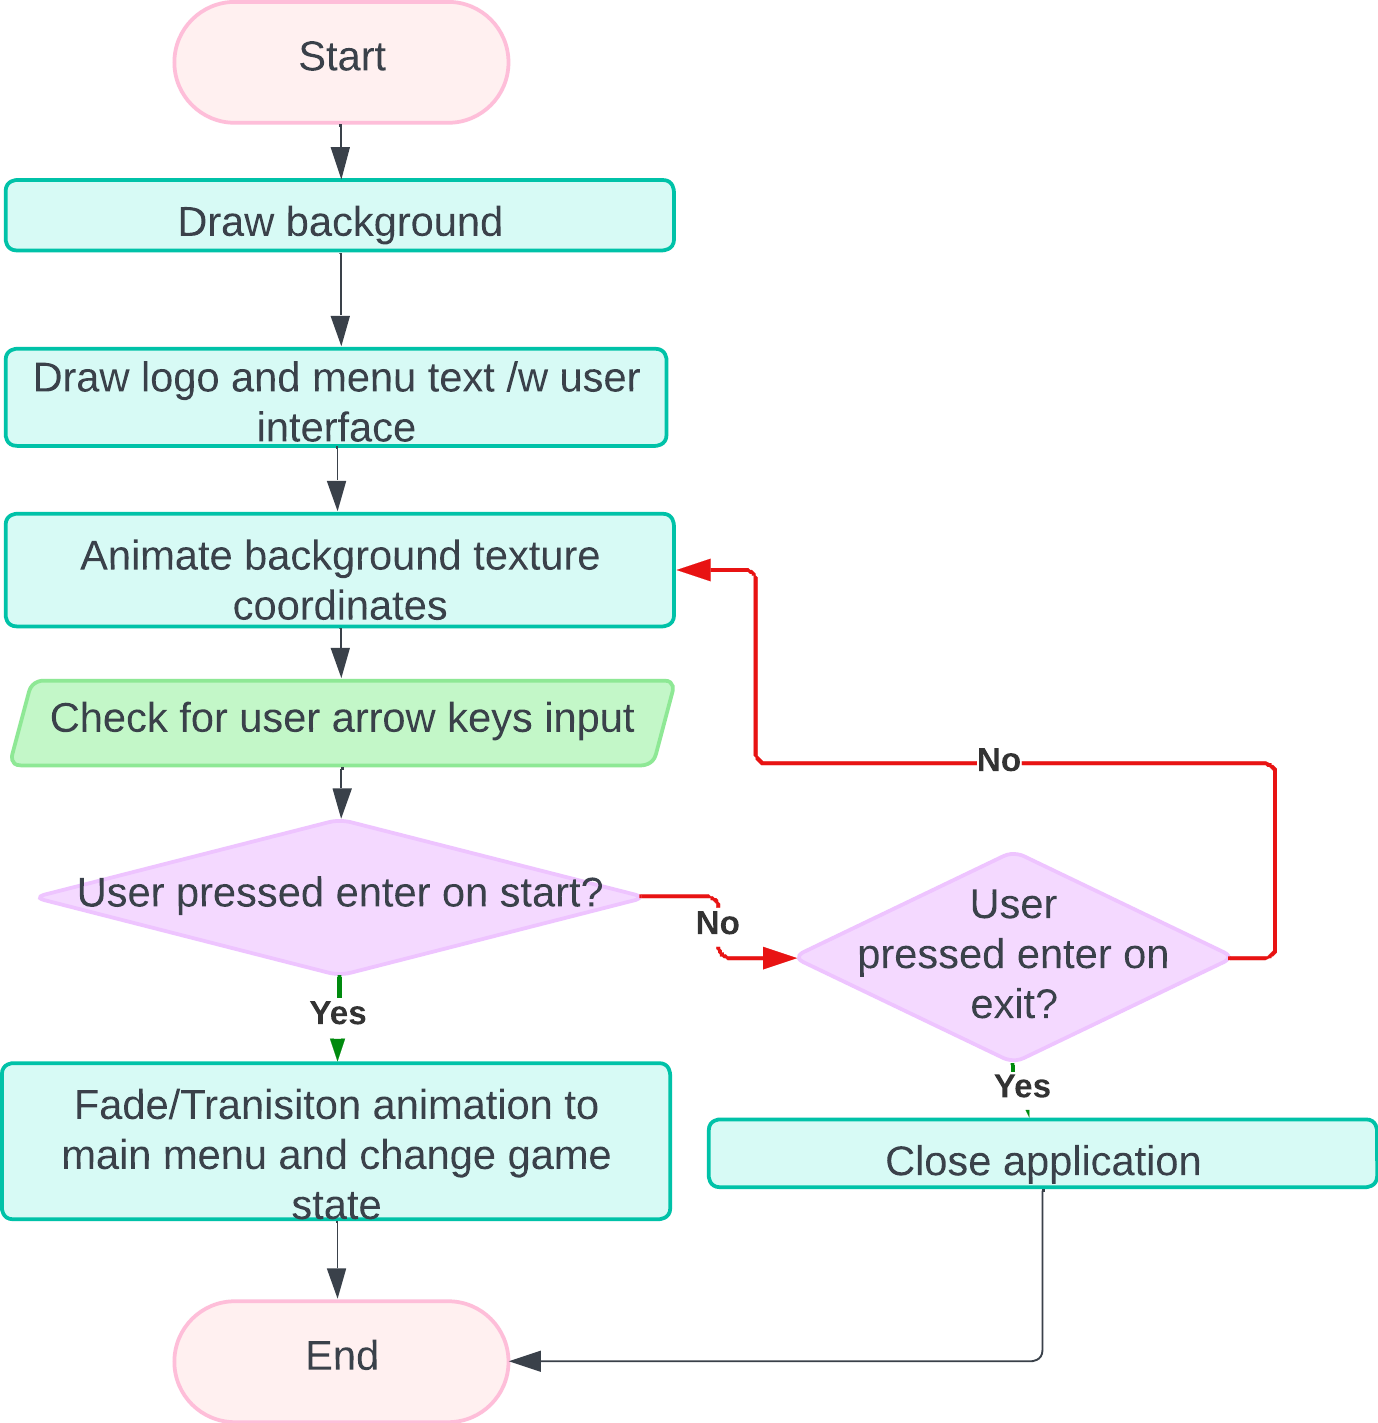 Start
Draw background
Draw logo and menu text /w user
interface
Animate background texture
coordinates
Check for user arrow keys input
No
User pressed enter on start?
No
User
pressed enter on
exit?
Yes
Yes
Fade/Tranisiton animation to
main menu and change game
state
Close application
End